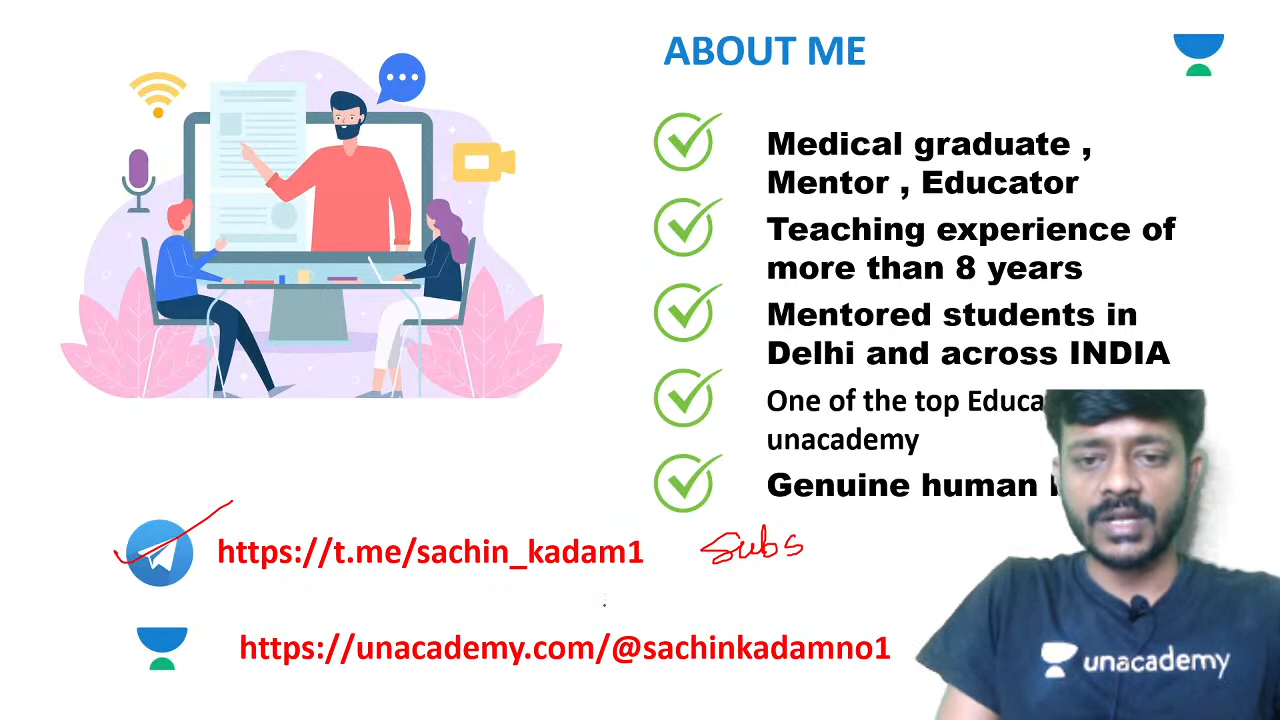 ABOUT ME
Medical graduate ,
Mentor , Educator
Teaching experience of
more than 8 years
Mentored students in
Delhi and across INDIA
One of the top
unacademy
Genuine human
https://t.me/sachin_kadam1
Subs
https://unacademy.com/@sachinkadamno1
unacademy